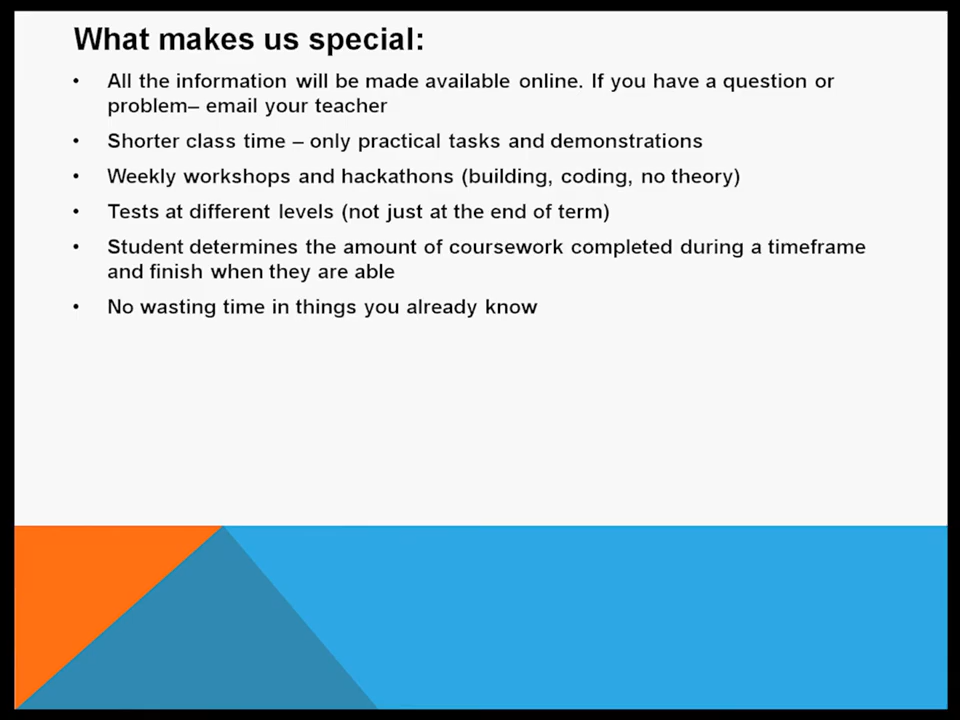 What makes us special:
• All the information will be made available online. If you have a question or
problem– email your teacher
• Shorter class time – only practical tasks and demonstrations
• Weekly workshops and hackathons (building, coding, no theory)
• Tests at different levels (not just at the end of term)
• Student determines the amount of coursework completed during a timeframe
and finish when they are able
• No wasting time in things you already know